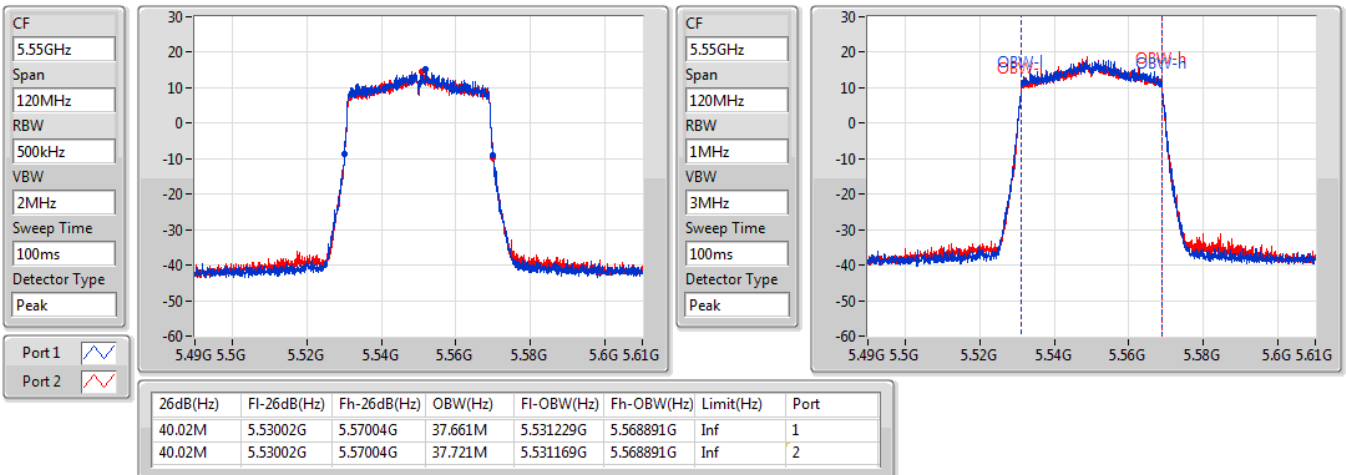 CF
5.55GHz
Span
120MHz
RBW
500kHz
VBW
2MHz
Sweep Time
100ms
Detector Type
Peak
Port 1
Port 2
30
20
10
0
-10
-20
-30
-40
-50
-60
5.49G 5.5G 5.52G 5.54G 5.56G 5.58G 5.6G 5.61G
CF
5.55GHz
Span
120MHz
RBW
1MHz
VBW
3MHz
Sweep Time
100ms
Detector Type
Peak
30
20
10
0
-10
-20
-30
-40
-50
-60
OBW-l
OBW-l
OBW-h
OBW-h
5.49G 5.5G 5.52G 5.54G 5.56G 5.58G 5.6G 5.61G
26dB(Hz) Fl-26dB(Hz) Fh-26dB(Hz) OBW(Hz) Fl-OBW(Hz) Fh-OBW(Hz) Limit(Hz) Port
40.02M 5.53002G 5.57004G 37.661M 5.531229G 5.568891G Inf 1
40.02M 5.53002G 5.57004G 37.721M 5.531169G 5.568891G Inf 2